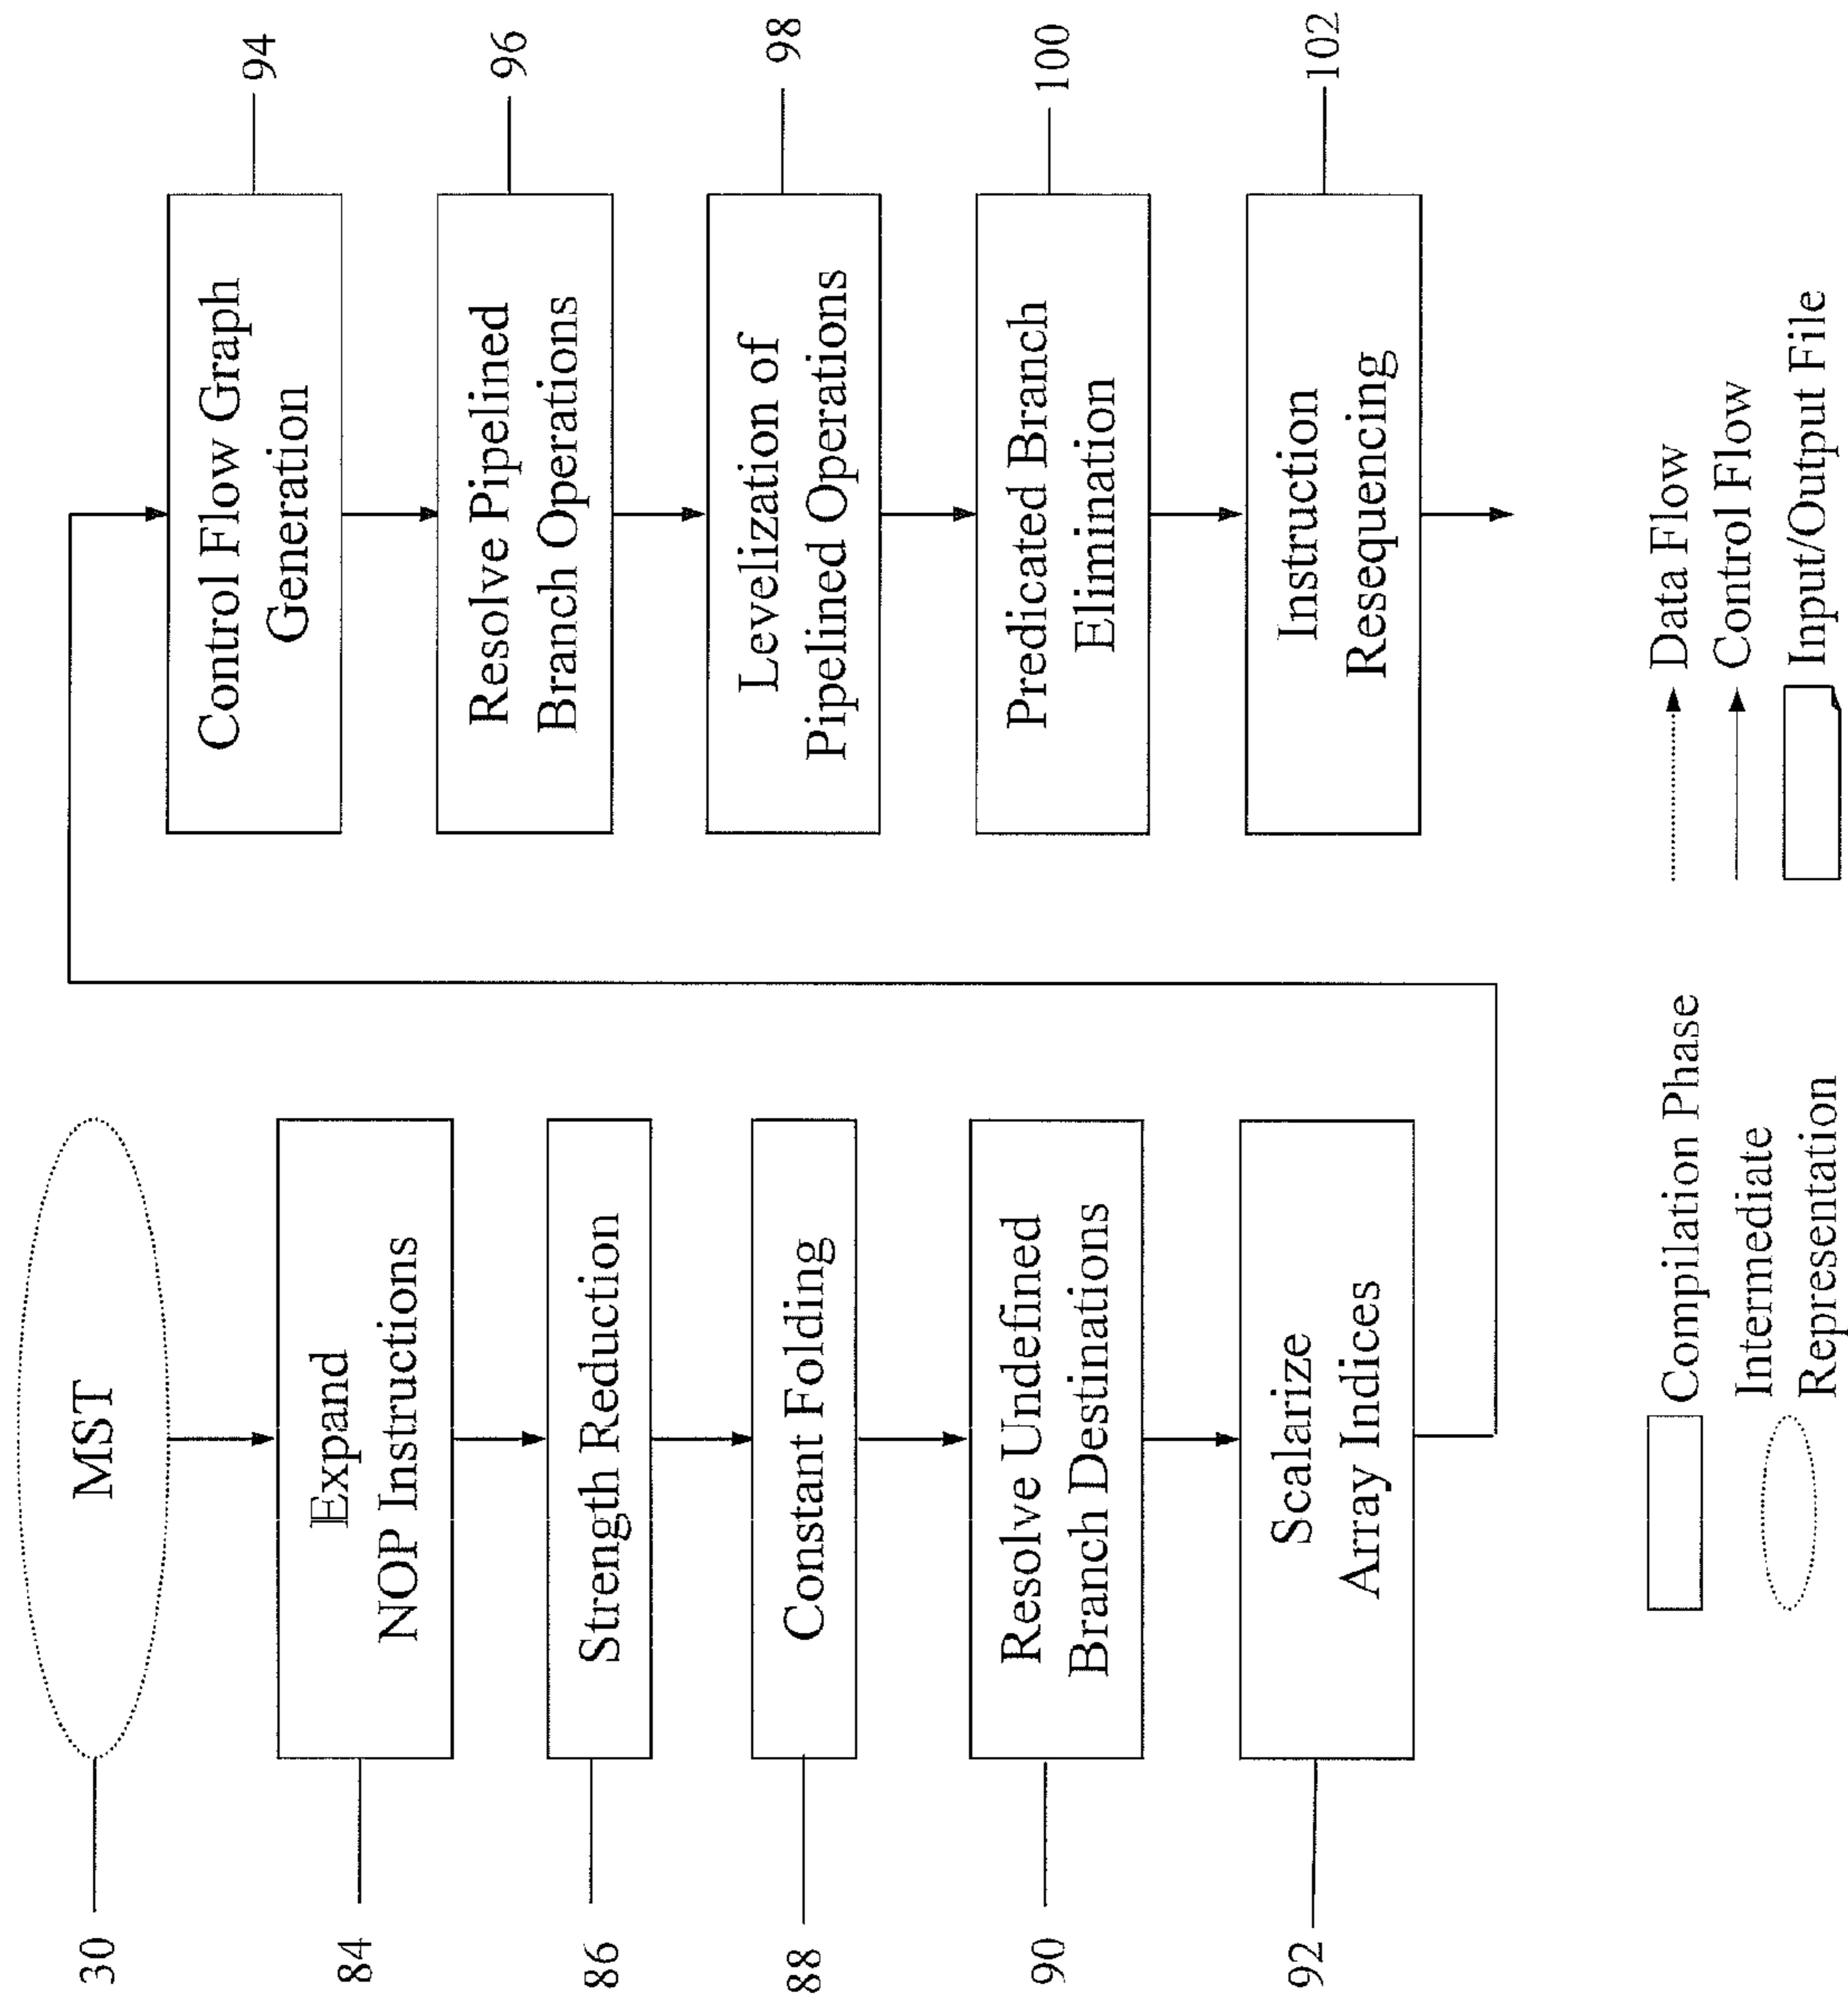 30
MST
84
Expand
NOP Instructions
86
Strength Reduction
88
Constant Folding
90
Resolve Undefined
Branch Destinations
92
Scalarize
Array Indices
Control Flow Graph
Generation
94
Resolve Pipelined
Branch Operations
96
Levelization of
Pipelined Operations
98
Predicated Branch
Elimination
100
Instruction
Resequencing
102
Compilation Phase
Intermediate
Representation
Data Flow
Control Flow
Input/Output File